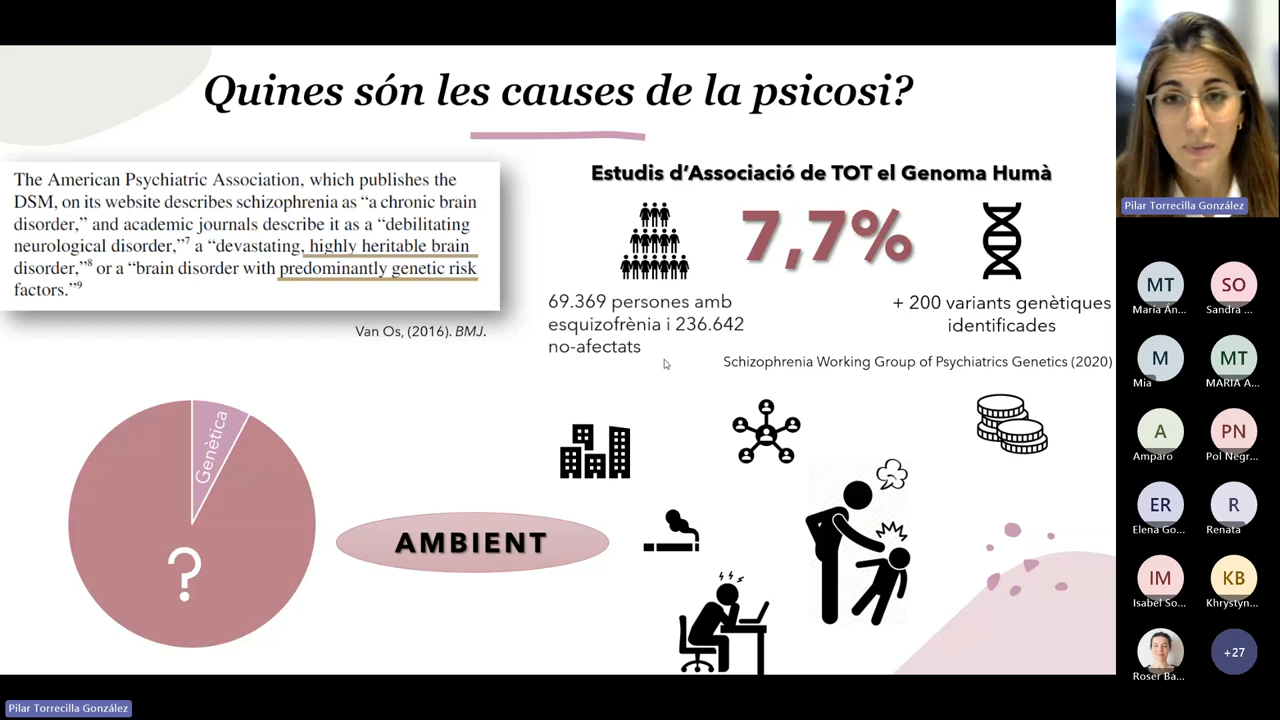 Quines són les causes de la psicosi?
The American Psychiatric Association, which publishes the
DSM, on its website describes schizophrenia as “a chronic brain
disorder,” and academic journals describe it as a “debilitating
neurological disorder,”7 a “devastating, highly heritable brain
disorder,”8 or a “brain disorder with predominantly genetic risk
factors.”9
Van Os, (2016). BMJ.
Estudis d’Associació de TOT el Genoma Humà
7,7%
69.369 persones amb
esquizofrènia i 236.642
no-afectats
+ 200 variants genètiques
identificades
Schizophrenia Working Group of Psychiatrics Genetics (2020)
Genètica
?
AMBIENT
Pilar Torrecilla González
MT
SO
María Án...
Sandra ...
M
MT
Mia
MARIA A...
A
PN
Amparo
Pol Negr...
ER
R
Elena Go...
Renata
IM
KB
Isabel So...
Khrystyn...
+27
Roser Ba...
Pilar Torrecilla González